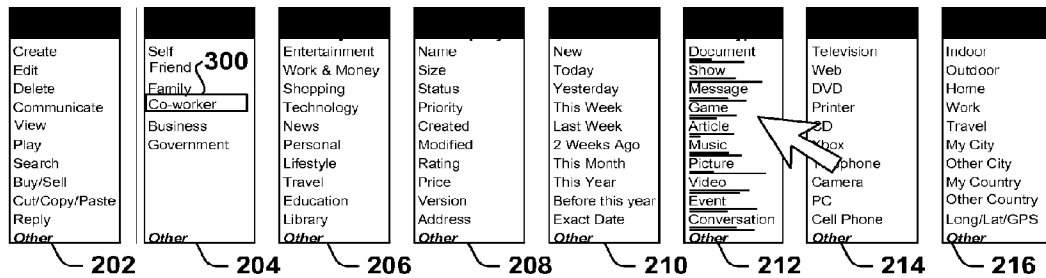 Create
Edit
Delete
Communicate
View
Play
Search
Buy/Sell
Cut/Copy/Paste
Reply
Other
202
Self
Friend
300
Family
Co-worker
Business
Government
Other
204
Entertainment
Work & Money
Shopping
Technology
News
Personal
Lifestyle
Travel
Education
Library
Other
206
Name
Size
Status
Priority
Created
Modified
Rating
Price
Version
Address
Other
208
New
Today
Yesterday
This Week
Last Week
2 Weeks Ago
This Month
This Year
Before this year
Exact Date
Other
210
Document
Show
Message
Game
Article
Music
Picture
Video
Event
Conversation
Other
212
Television
Web
DVD
Printer
CD
Xbox
Camera
PC
Cell Phone
Other
214
Indoor
Outdoor
Home
Work
Travel
My City
Other City
My Country
Other Country
Long/Lat/GPS
Other
216